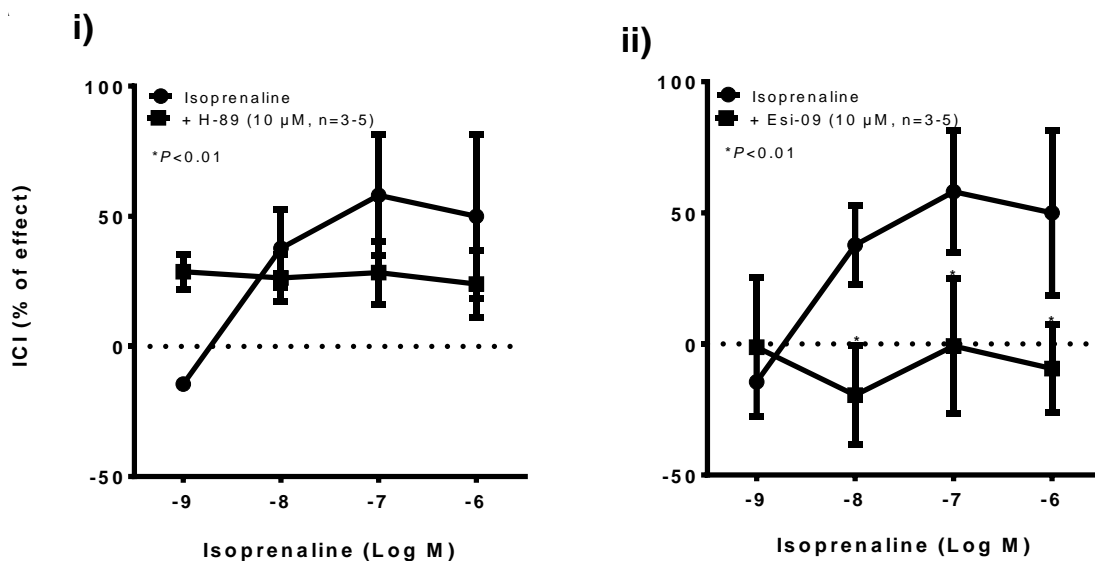 i)
ICI (% of effect)
100
50
0
-50
Isoprenaline
+ H-89 (10 µM, n=3-5)
*P<0.01
-9 -8 -7 -6
Isoprenaline (Log M)
ii)
100
50
0
-50
Isoprenaline
+ Esi-09 (10 µM, n=3-5)
*P<0.01
*
*
*
-9 -8 -7 -6
Isoprenaline (Log M)